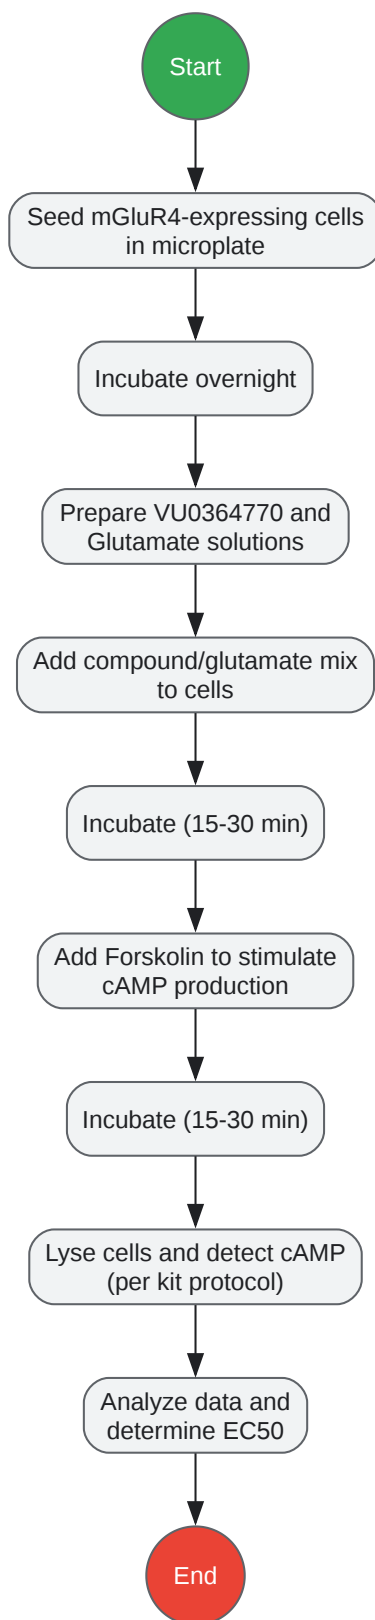 Start
Seed mGluR4-expressing cells
in microplate
Incubate overnight
Prepare VU0364770 and
Glutamate solutions
Add compound/glutamate mix
to cells
Incubate (15-30 min)
Add Forskolin to stimulate
cAMP production
Incubate (15-30 min)
Lyse cells and detect cAMP
(per kit protocol)
Analyze data and
determine EC50
End